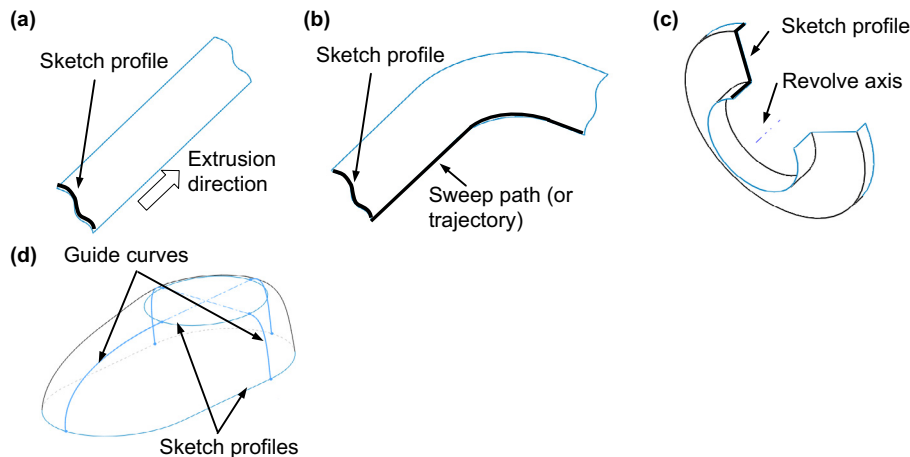 (a)
Sketch profile
Extrusion
direction
(b)
Sketch profile
Sweep path (or
trajectory)
(c)
Sketch profile
Revolve axis
(d)
Guide curves
Sketch profiles